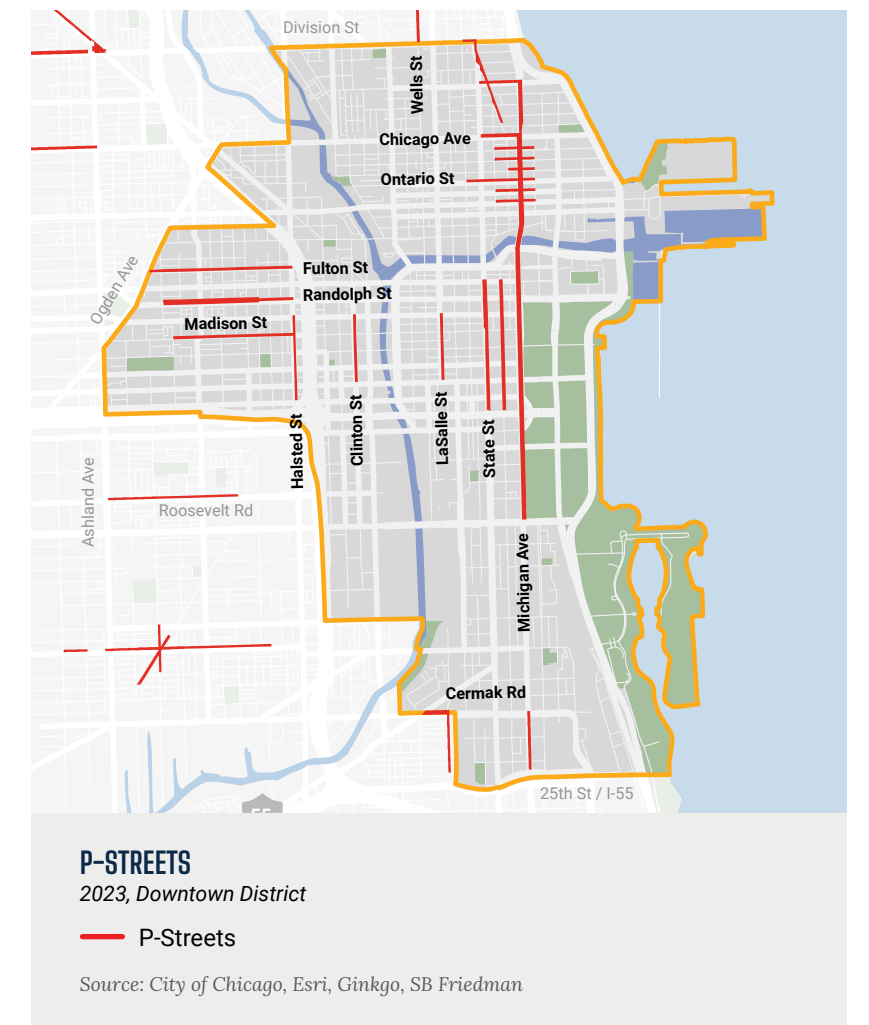 Division St
Wells St
Chicago Ave
Ontario St
Ogden Ave
Fulton St
Randolph St
Madison St
Halsted St
Clinton St
LaSalle St
State St
Ashland Ave
Roosevelt Rd
Michigan Ave
Cermak Rd
25th St / I-55
55
P-STREETS
2023, Downtown District
P-Streets
Source: City of Chicago, Esri, Ginkgo, SB Friedman